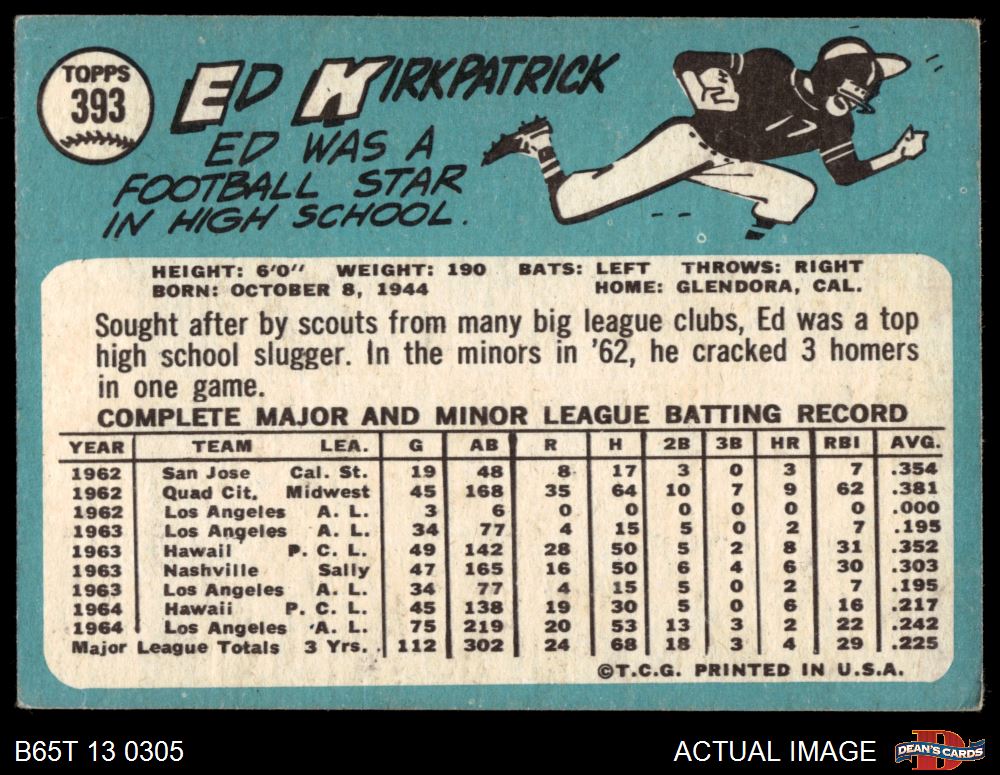 TOPPS
393
ED KIRKPATRICK
ED WAS A
FOOTBALL STAR
IN HIGH SCHOOL.
17
HEIGHT: 6'0" WEIGHT: 190 BATS: LEFT THROWS: RIGHT
BORN: OCTOBER 8, 1944 HOME: GLENDORA, CAL.
Sought after by scouts from many big league clubs, Ed was a top
high school slugger. In the minors in '62, he cracked 3 homers
in one game.
COMPLETE MAJOR AND MINOR LEAGUE BATTING RECORD
YEAR TEAM LEA. G AB R H 2B 3B HR RBI AVG.
1962 San Jose Cal. St. 19 48 8 17 3 0 3 7 .354
1962 Quad Cit. Midwest 45 168 35 64 10 7 9 62 .381
1962 Los Angeles A. L. 3 6 0 0 0 0 0 0 .000
1963 Los Angeles A. L. 34 77 4 15 5 0 2 7 .195
1963 Hawaii P. C. L. 49 142 28 50 5 2 8 31 .352
1963 Nashville Sally 47 165 16 50 6 4 6 30 .303
1963 Los Angeles A. L. 34 77 4 15 5 0 2 7 .195
1964 Hawaii P. C. L. 45 138 19 30 5 0 6 16 .217
1964 Los Angeles A. L. 75 219 20 53 13 3 2 22 .242
Major League Totals 3 Yrs. 112 302 24 68 18 3 4 29 .225
©T.C.G. PRINTED IN U.S.A.
B65T 13 0305 ACTUAL IMAGE DEAN'S CARDS